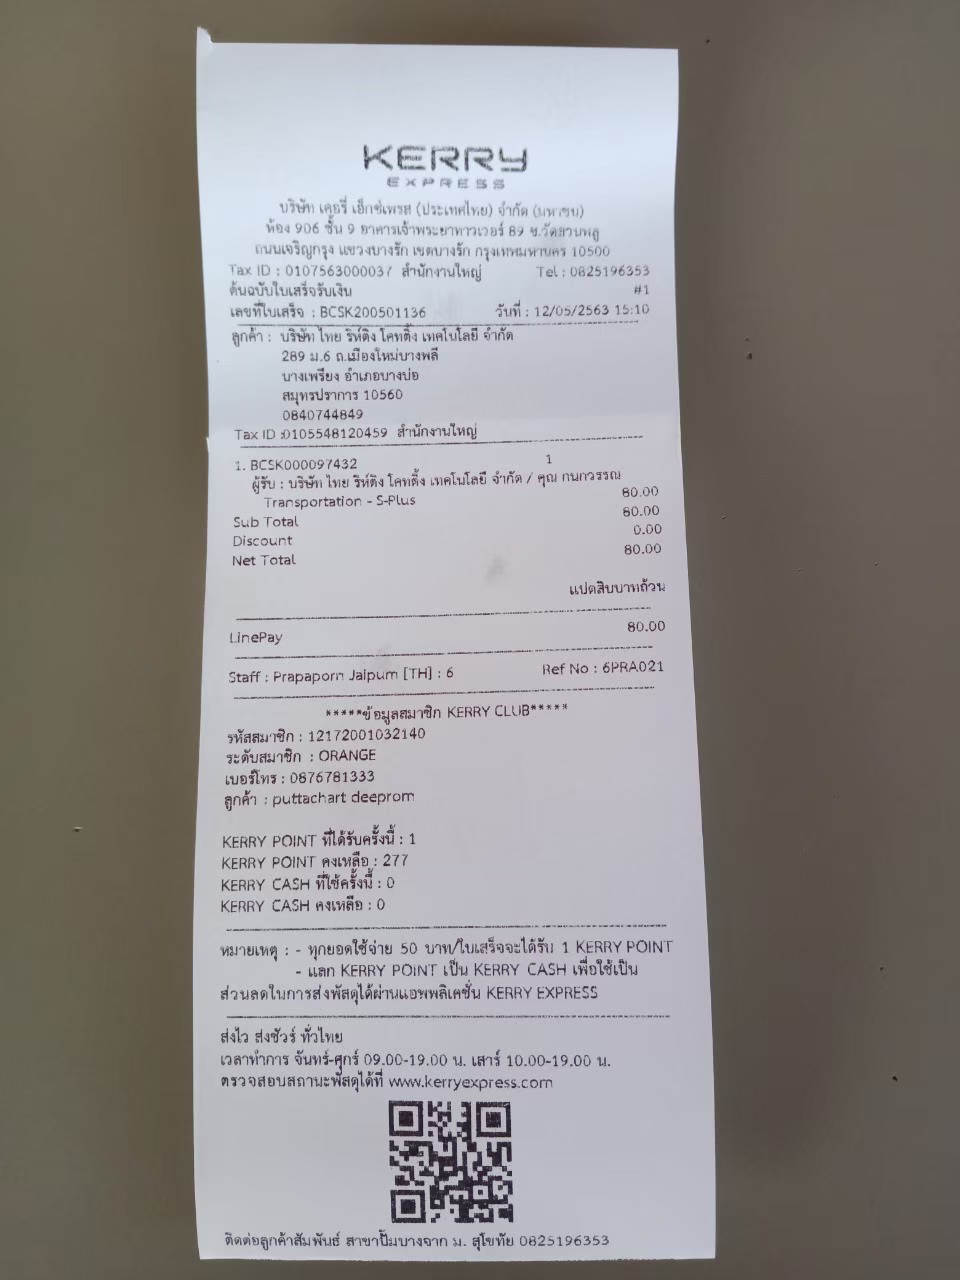 KERRY
EXPRESS
บริษัท เคอรี่ เอ็กซ์เพรส (ประเทศไทย) จำกัด (มหาชน)
ห้อง 906 ชั้น 9 อาคารเจ้าพระยาทาวเวอร์ 89 ซ.วัดสวนพลู
ถนนเจริญกรุง แขวงบางรัก เขตบางรัก กรุงเทพมหานคร 10500
Tax ID : 0107563000037 สำนักงานใหญ่ Tel : 0825196353
ต้นฉบับใบเสร็จรับเงิน #1
เลขที่ใบเสร็จ : BCSK200501136 วันที่ : 12/05/2563 15:10
ลูกค้า : บริษัท ไทย ริห์ดิง โคทติ้ง เทคโนโลยี จำกัด
289 ม.6 ถ.เมืองใหม่บางพลี
บางเพรียง อำเภอบางบ่อ
สมุทรปราการ 10560
0840744849
Tax ID :0105548120459 สำนักงานใหญ่
1. BCSK000097432 1
ผู้รับ : บริษัท ไทย ริห์ดิง โคทติ้ง เทคโนโลยี จำกัด / คุณ กนกวรรณ
Transportation - S-Plus 80.00
Sub Total 80.00
Discount 0.00
Net Total 80.00
แปดสิบบาทถ้วน
LinePay 80.00
Staff : Prapaporn Jaipum [TH] : 6 Ref No : 6PRA021
*****ข้อมูลสมาชิก KERRY CLUB*****
รหัสสมาชิก : 12172001032140
ระดับสมาชิก : ORANGE
เบอร์โทร : 0876781333
ลูกค้า : puttachart deeprom
KERRY POINT ที่ได้รับครั้งนี้ : 1
KERRY POINT คงเหลือ : 277
KERRY CASH ที่ใช้ครั้งนี้ : 0
KERRY CASH คงเหลือ : 0
หมายเหตุ : - ทุกยอดใช้จ่าย 50 บาท/ใบเสร็จจะได้รับ 1 KERRY POINT
- แลก KERRY POINT เป็น KERRY CASH เพื่อใช้เป็น
ส่วนลดในการส่งพัสดุได้ผ่านแอพพลิเคชั่น KERRY EXPRESS
ส่งไว ส่งชัวร์ ทั่วไทย
เวลาทำการ จันทร์-ศุกร์ 09.00-19.00 น. เสาร์ 10.00-19.00 น.
ตรวจสอบสถานะพัสดุได้ที่ www.kerryexpress.com
ติดต่อลูกค้าสัมพันธ์ สาขาปั๊มบางจาก ม. สุโขทัย 0825196353